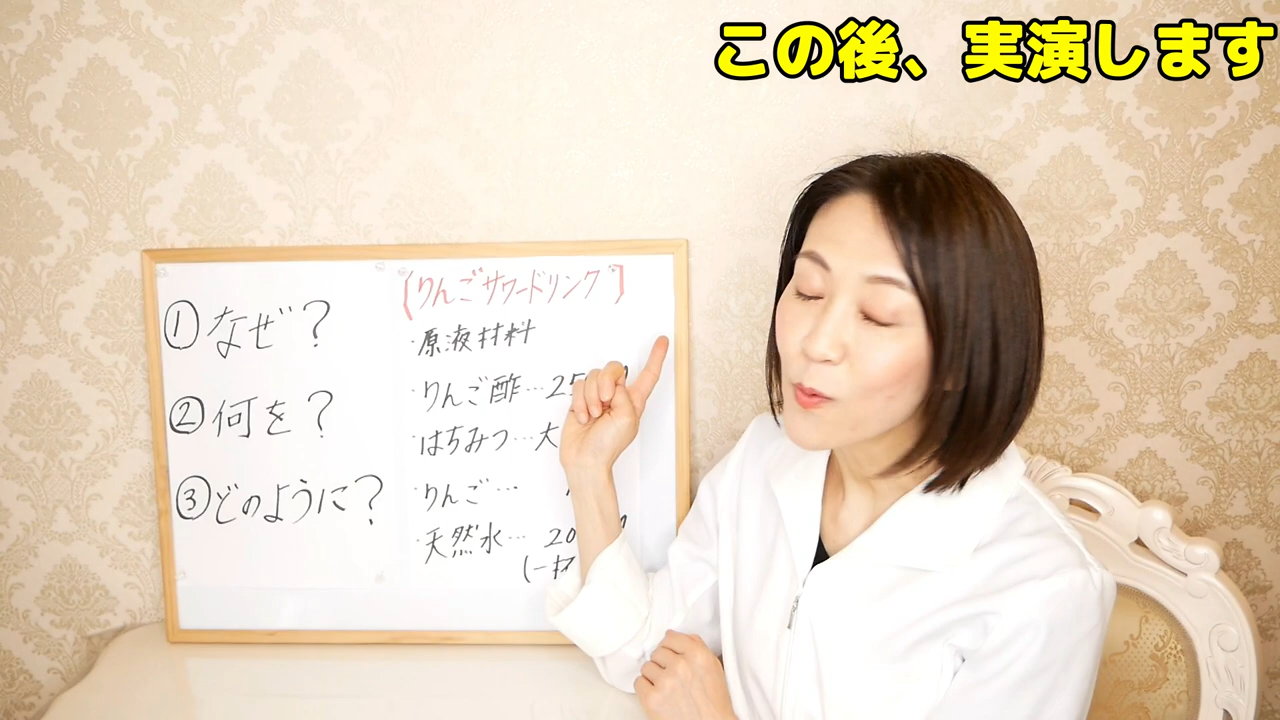 この後、実演します
①なぜ?
②何を?
③どのように?
【りんごサワードリンク】
・原液材料
・りんご酢…25
・はちみつ…大
・りんご…
・天然水…20